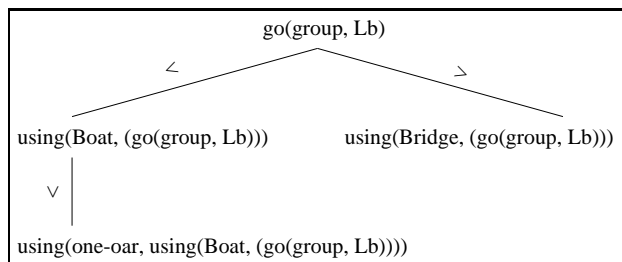 go(group, Lb)
< >
using(Boat, (go(group, Lb))) using(Bridge, (go(group, Lb)))
>
using(one-oar, using(Boat, (go(group, Lb))))